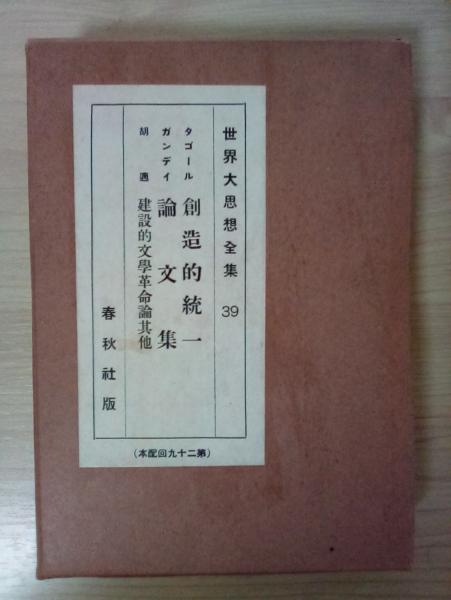 世界大思想全集 39
タゴール 創造的統一
ガンデイ 論文集
胡適 建設的文學革命論其他
春秋社版
(第二十九回配本)